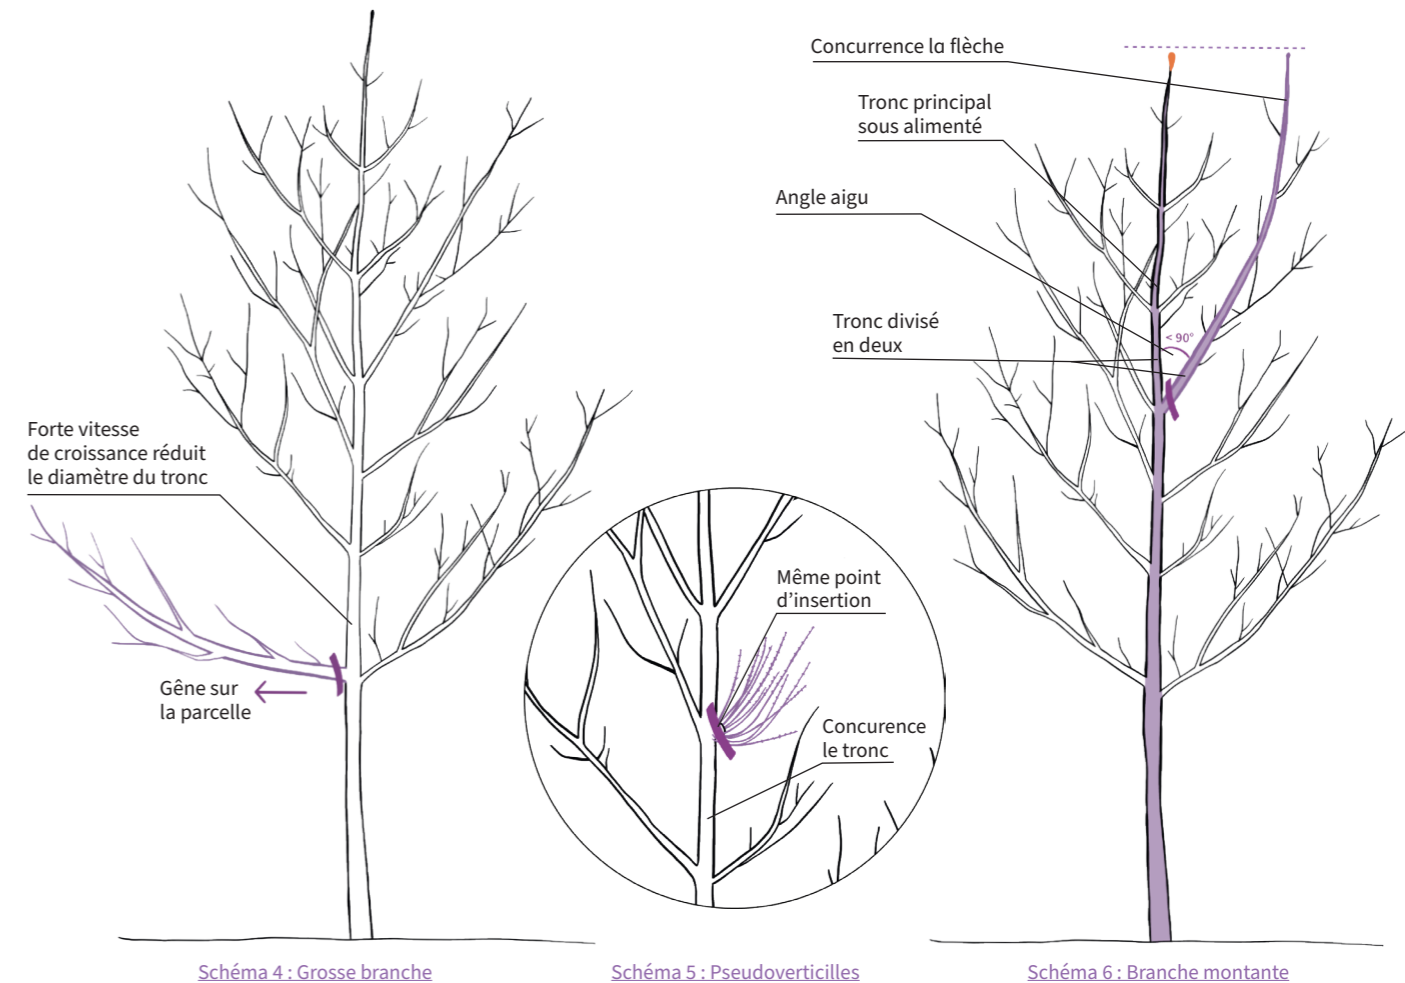 Forte vitesse
de croissance réduit
le diamètre du tronc
Gêne sur
la parcelle
Schéma 4 : Grosse branche
Même point
d’insertion
Concurence
le tronc
Schéma 5 : Pseudoverticilles
Concurrence la flèche
Tronc principal
sous alimenté
Angle aigu
Tronc divisé
en deux
< 90°
Schéma 6 : Branche montante